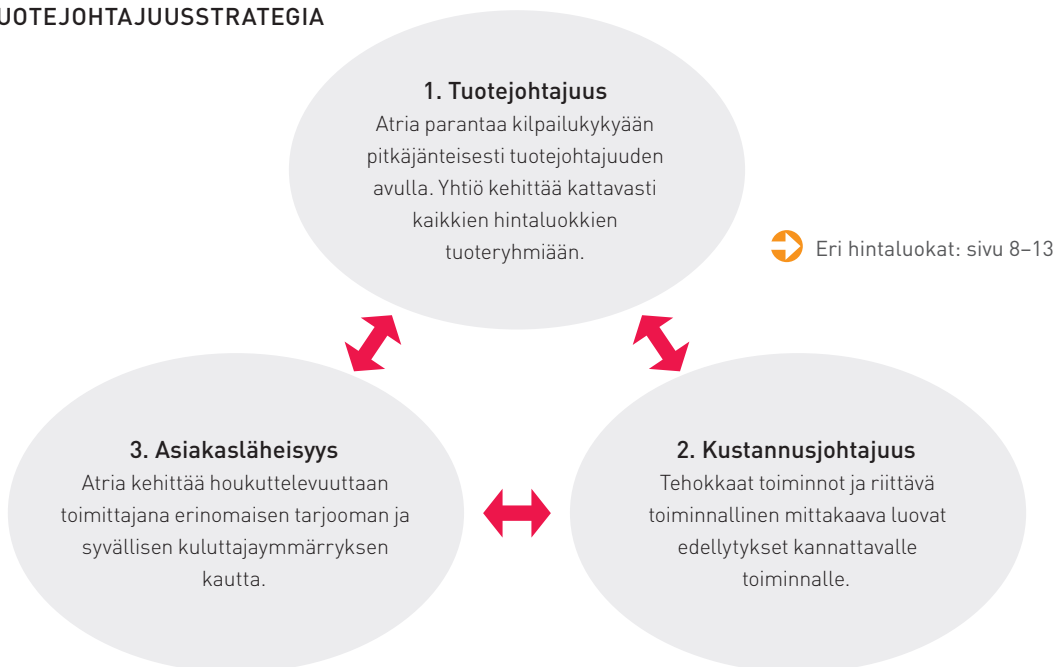 UOTEJOHTAJUUSSTRATEGIA
1. Tuotejohtajuus
Atria parantaa kilpailukykyään
pitkäjänteisesti tuotejohtajuuden
avulla. Yhtiö kehittää kattavasti
kaikkien hintaluokkien
tuoteryhmiään.
Eri hintaluokat: sivu 8–13
3. Asiakasläheisyys
Atria kehittää houkuttelevuuttaan
toimittajana erinomaisen tarjooman ja
syvällisen kuluttajaymmärryksen
kautta.
2. Kustannusjohtajuus
Tehokkaat toiminnot ja riittävä
toiminnallinen mittakaava luovat
edellytykset kannattavalle
toiminnalle.